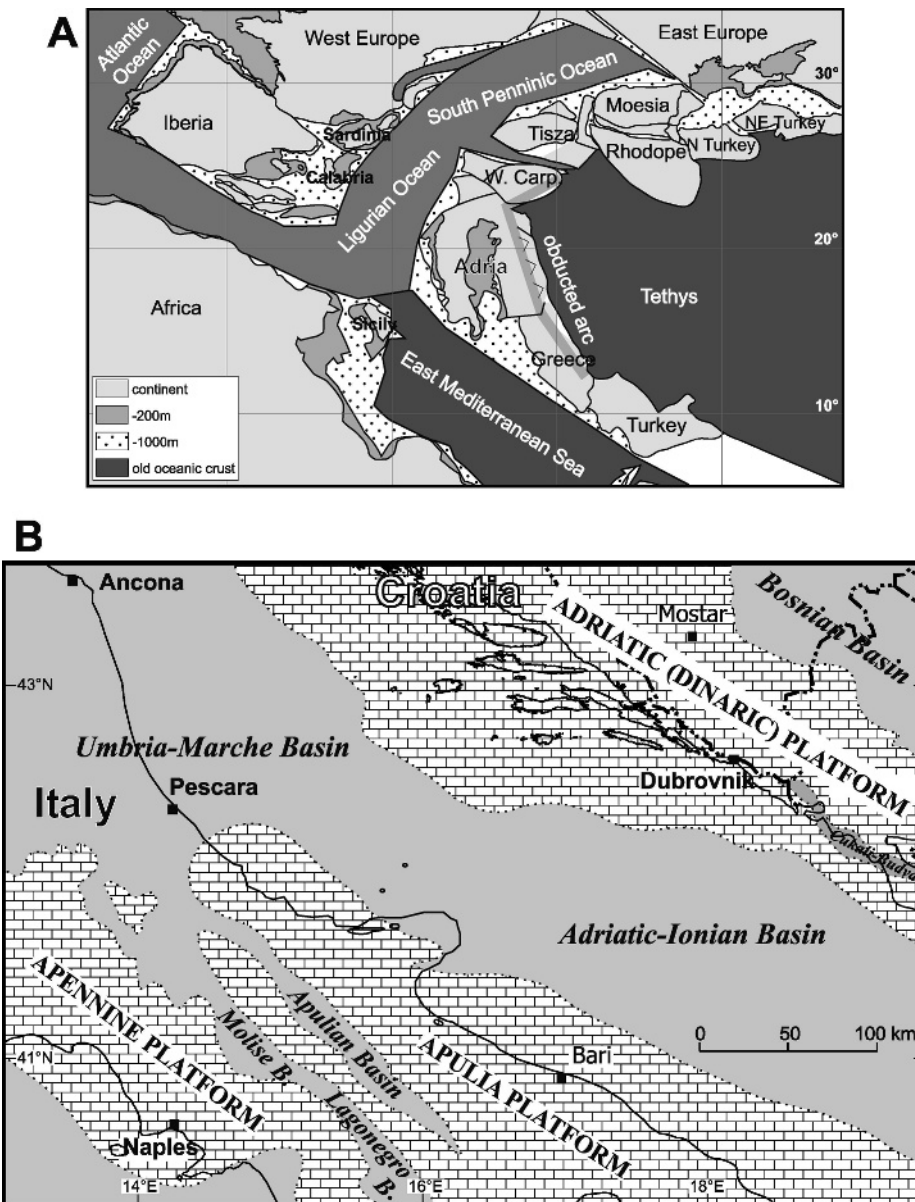 A
Atlantic
Ocean
West Europe
East Europe
30°
South Penninic Ocean
Iberia
Sardinia
Moesia
NE Turkey
Tisza
N Turkey
Rhodope
Calabria
W. Carp
Ligurian Ocean
20°
Adria
obducted arc
Tethys
Africa
Sicily
Greece
East Mediterranean Sea
10°
Turkey
continent
-200m
-1000m
old oceanic crust
B
Ancona
Croatia
Mostar
Bosnian Basin
ADRIATIC (DINARIC) PLATFORM
43°N
Umbria-Marche Basin
Pescara
Dubrovnik
Italy
Adriatic-Ionian Basin
APENNINE PLATFORM
Molise B.
Apulian Basin
APULIA PLATFORM
0 50 100 km
41°N
Bari
Lagonegro
B.
Naples
14°E
16°E
18°E